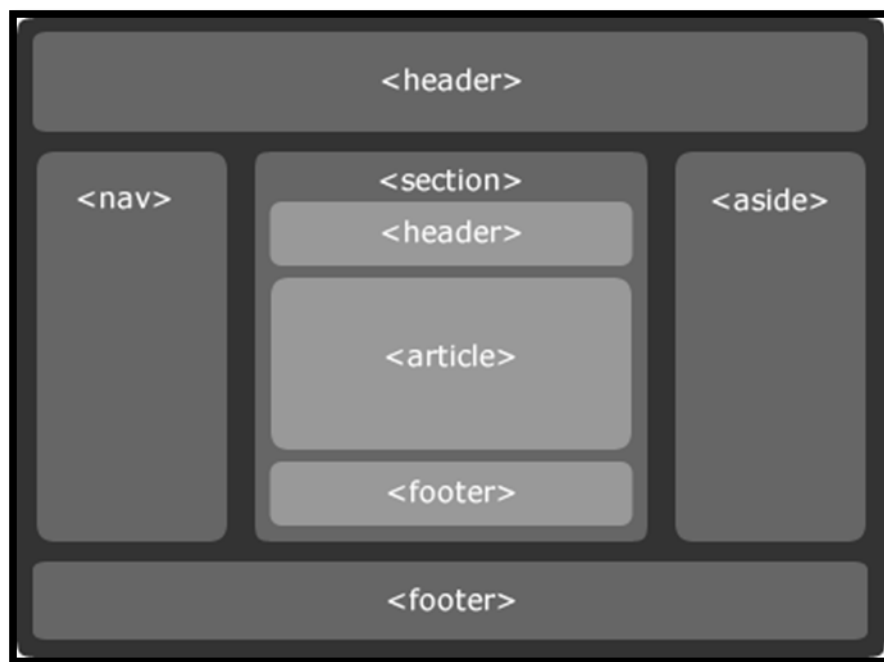 <header>
<nav>
<section>
<aside>
<header>
<article>
<footer>
<footer>